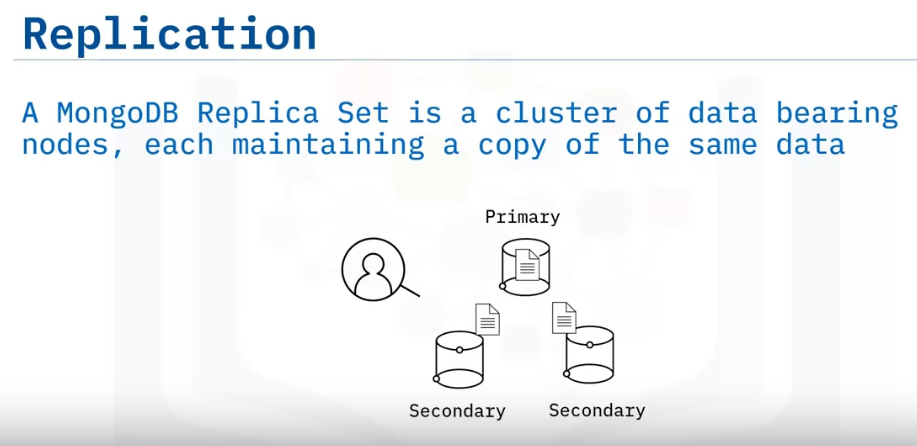 Replication
A MongoDB Replica Set is a cluster of data bearing
nodes, each maintaining a copy of the same data
Primary
Secondary
Secondary